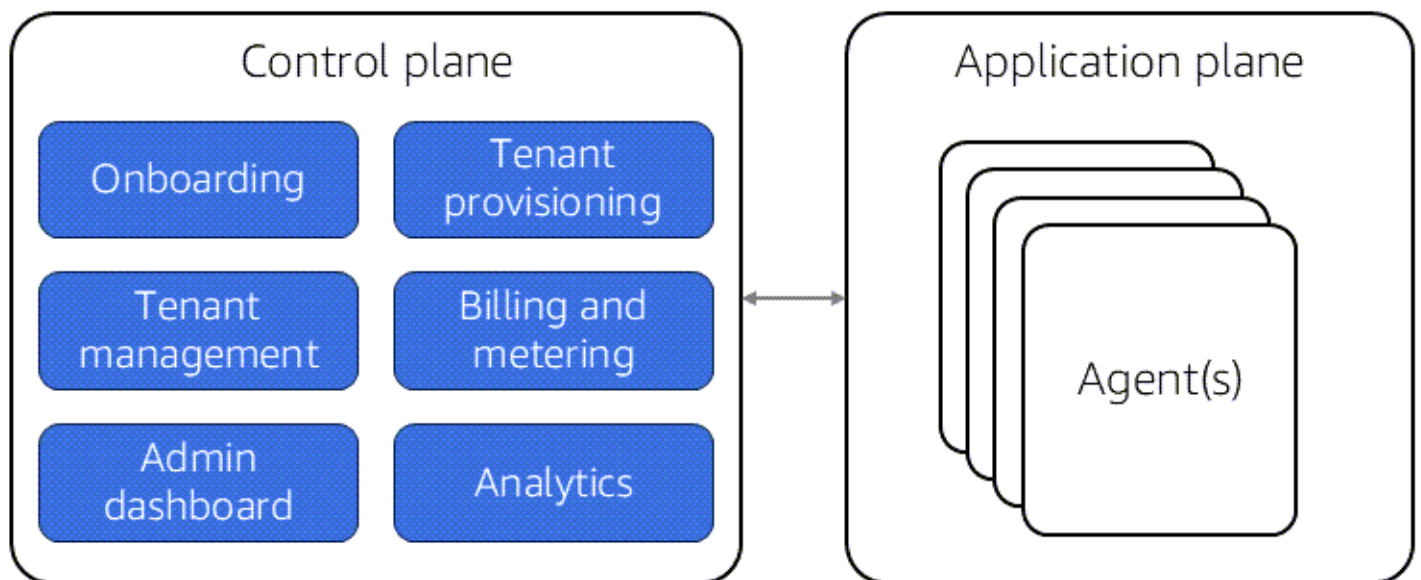 Control plane
Onboarding
Tenant
provisioning
Tenant
management
Billing and
metering
Admin
dashboard
Analytics
Application plane
Agent(s)